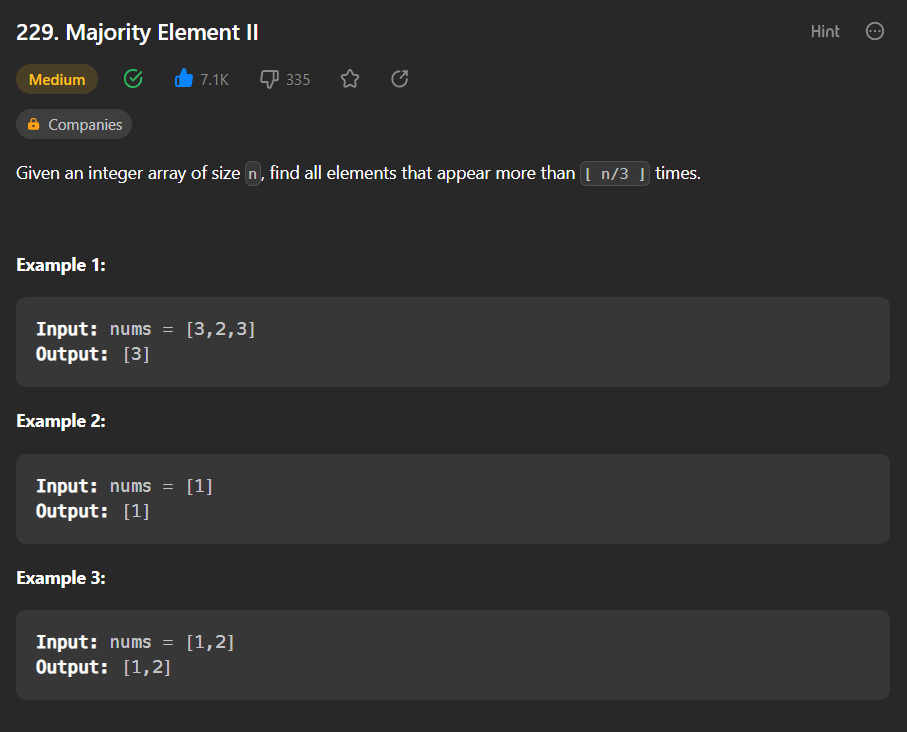 229. Majority Element II
Hint
Medium 7.1K 335
Companies
Given an integer array of size n, find all elements that appear more than ⌊ n/3 ⌋ times.
Example 1:
Input: nums = [3,2,3]
Output: [3]
Example 2:
Input: nums = [1]
Output: [1]
Example 3:
Input: nums = [1,2]
Output: [1,2]